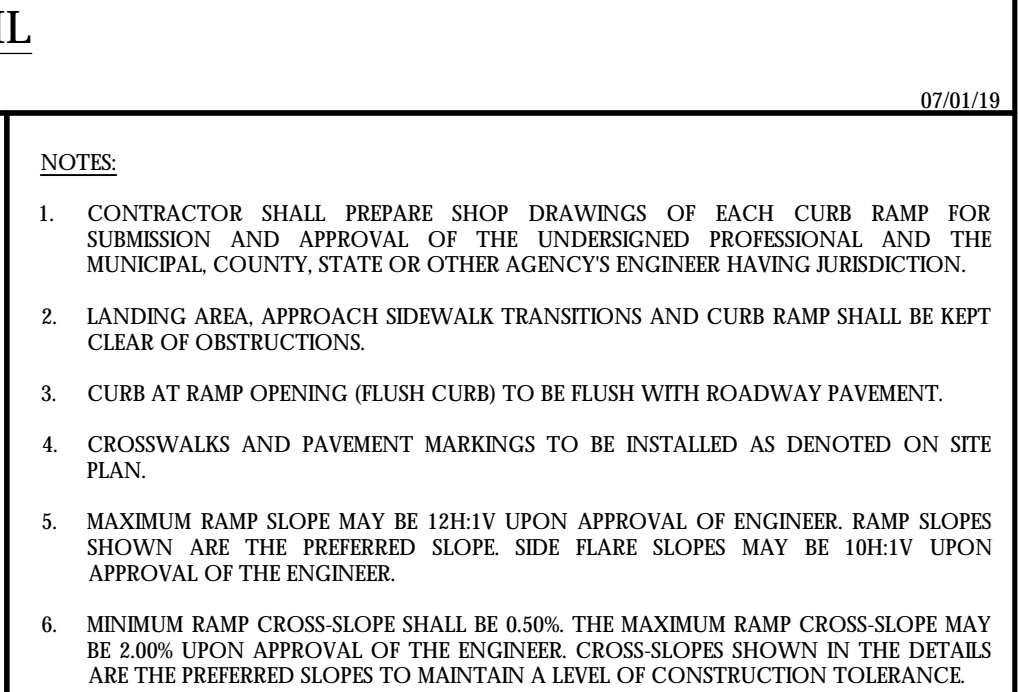 IL
07/01/19
NOTES:
1. CONTRACTOR SHALL PREPARE SHOP DRAWINGS OF EACH CURB RAMP FOR
SUBMISSION AND APPROVAL OF THE UNDERSIGNED PROFESSIONAL AND THE
MUNICIPAL, COUNTY, STATE OR OTHER AGENCY'S ENGINEER HAVING JURISDICTION.
2. LANDING AREA, APPROACH SIDEWALK TRANSITIONS AND CURB RAMP SHALL BE KEPT
CLEAR OF OBSTRUCTIONS.
3. CURB AT RAMP OPENING (FLUSH CURB) TO BE FLUSH WITH ROADWAY PAVEMENT.
4. CROSSWALKS AND PAVEMENT MARKINGS TO BE INSTALLED AS DENOTED ON SITE
PLAN.
5. MAXIMUM RAMP SLOPE MAY BE 12H:1V UPON APPROVAL OF ENGINEER. RAMP SLOPES
SHOWN ARE THE PREFERRED SLOPE. SIDE FLARE SLOPES MAY BE 10H:1V UPON
APPROVAL OF THE ENGINEER.
6. MINIMUM RAMP CROSS-SLOPE SHALL BE 0.50%. THE MAXIMUM RAMP CROSS-SLOPE MAY
BE 2.00% UPON APPROVAL OF THE ENGINEER. CROSS-SLOPES SHOWN IN THE DETAILS
ARE THE PREFERRED SLOPES TO MAINTAIN A LEVEL OF CONSTRUCTION TOLERANCE.